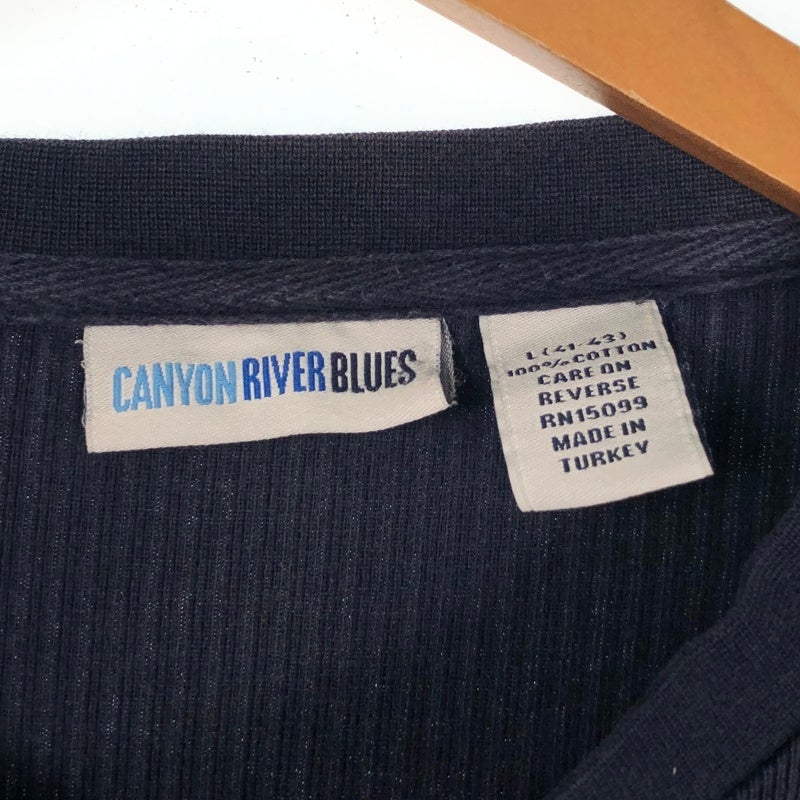 CANYON RIVER BLUES
L (41-43)
100% COTTON
CARE ON
REVERSE
RN15099
MADE IN
TURKEY